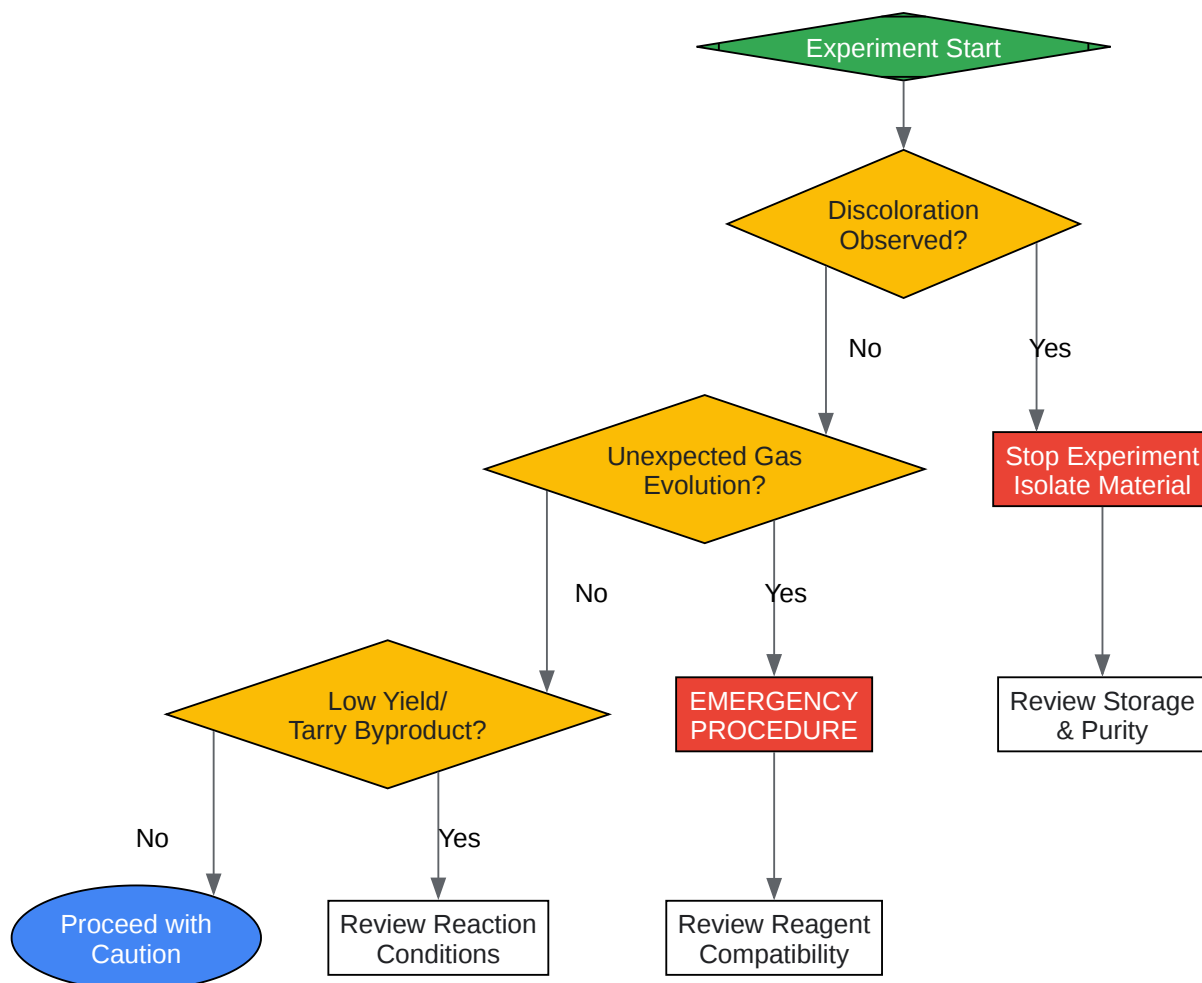 Experiment Start
Discoloration
Observed?
No
Yes
Unexpected Gas
Evolution?
Stop Experiment
Isolate Material
No
Yes
Low Yield/
Tarry Byproduct?
EMERGENCY
PROCEDURE
Review Storage
& Purity
No
Yes
Proceed with
Caution
Review Reaction
Conditions
Review Reagent
Compatibility